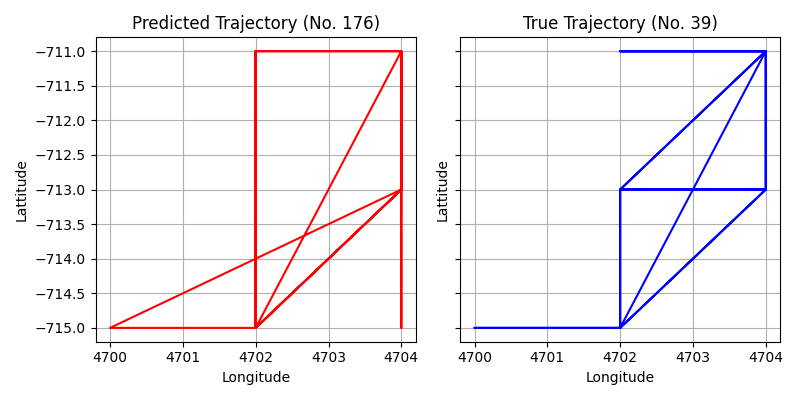 Predicted Trajectory (No. 176)
True Trajectory (No. 39)
−711.0
−711.5
−712.0
−712.5
−713.0
−713.5
−714.0
−714.5
−715.0
Lattitude
Lattitude
4700 4701 4702 4703 4704
4700 4701 4702 4703 4704
Longitude
Longitude